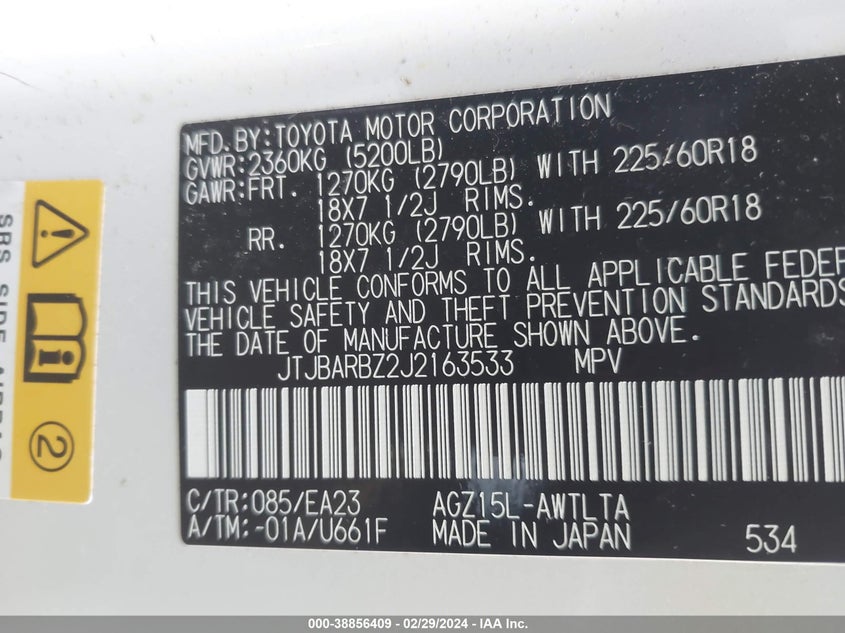 MFD.BY:TOYOTA MOTOR CORPORATION
GVWR:2360KG (5200LB)
GAWR:FRT. 1270KG (2790LB) WITH 225/60R18
18X7 1/2J RIMS.
RR. 1270KG (2790LB) WITH 225/60R18
18X7 1/2J RIMS.
THIS VEHICLE CONFORMS TO ALL APPLICABLE FEDER
VEHICLE SAFETY AND THEFT PREVENTION STANDARDS
THE DATE OF MANUFACTURE SHOWN ABOVE.
JTJBARBZ2J2163533 MPV
C/TR:085/EA23 AGZ15L-AWTLTA
A/TM:-01A/U661F MADE IN JAPAN 534
SRS SIDE
2
000-38856409 - 02/29/2024 - IAA Inc.